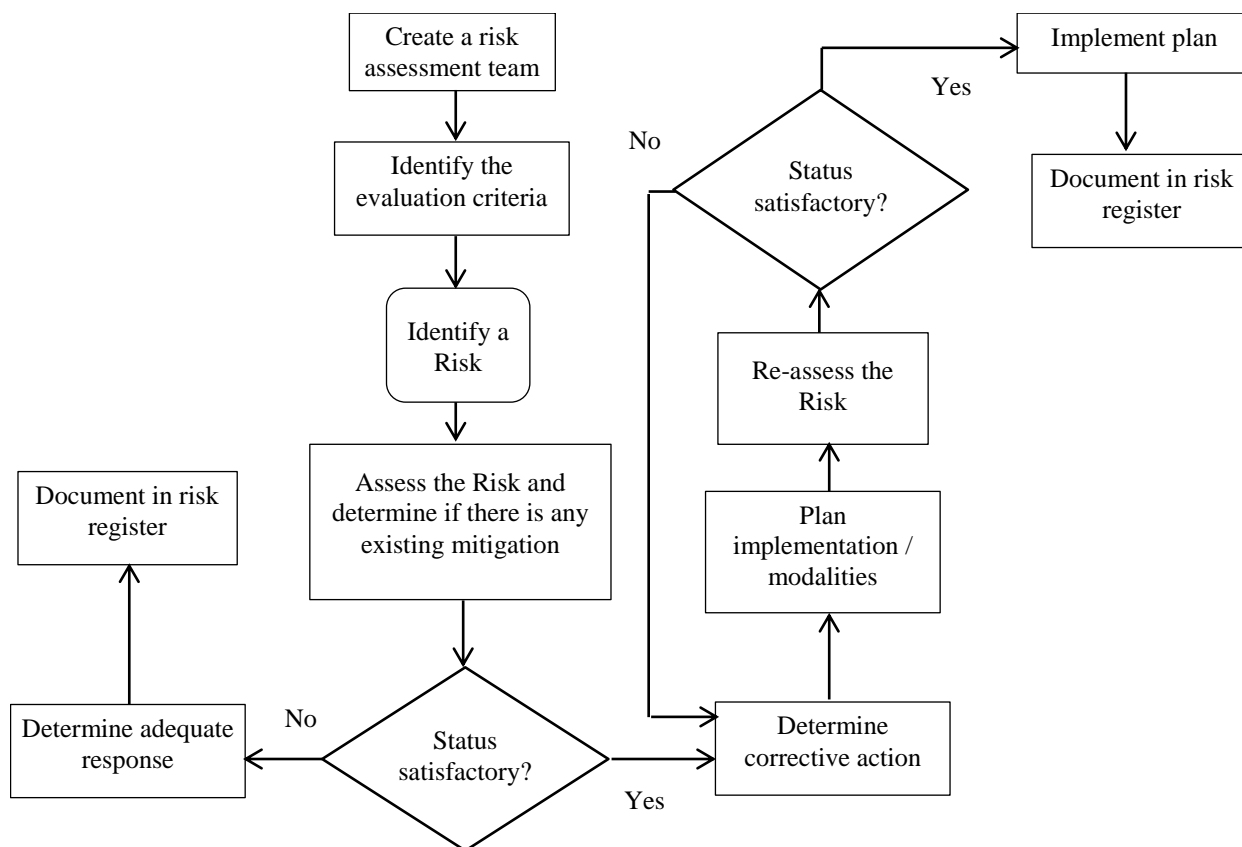 Create a risk
assessment team
Identify the
evaluation criteria
Identify a
Risk
Assess the Risk and
determine if there is any
existing mitigation
Status
satisfactory?
No
Determine adequate
response
Document in risk
register
Yes
Determine
corrective action
Plan
implementation /
modalities
Re-assess the
Risk
Status
satisfactory?
No
Yes
Implement plan
Document in risk
register